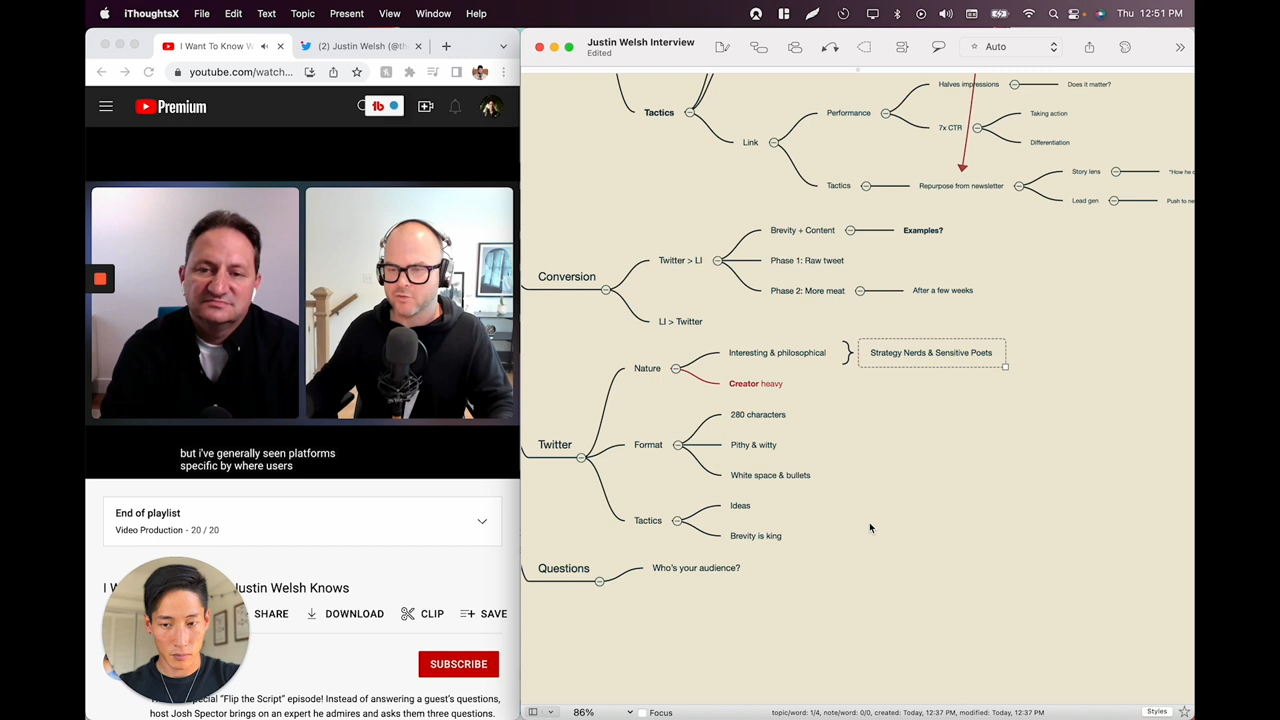 iThoughtsX File Edit Text Topic Present View Window Help
Thu 12:51 PM
I Want To Know W
(2) Justin Welsh (@th
youtube.com/watch...
Premium
but i've generally seen platforms
specific by where users
End of playlist
Video Production - 20 / 20
I W
Justin Welsh Knows
SHARE DOWNLOAD CLIP SAVE
SUBSCRIBE
pecial "Flip the Script" episode! Instead of answering a guest's questions,
host Josh Spector brings on an expert he admires and asks them three questions.
Justin Welsh Interview
Edited
Auto
Halves impressions
Does it matter?
Performance
Tactics
7x CTR
Taking action
Link
Differentiation
Story lens
"How he c
Tactics
Repurpose from newsletter
Lead gen
Push to ne
Brevity + Content
Examples?
Twitter > LI
Phase 1: Raw tweet
Conversion
Phase 2: More meat
After a few weeks
LI > Twitter
Interesting & philosophical
Strategy Nerds & Sensitive Poets
Nature
Creator heavy
280 characters
Twitter
Format
Pithy & witty
White space & bullets
Ideas
Tactics
Brevity is king
Questions
Who's your audience?
86%
Focus
topic/word: 1/4, note/word: 0/0, created: Today, 12:37 PM, modified: Today, 12:37 PM
Styles